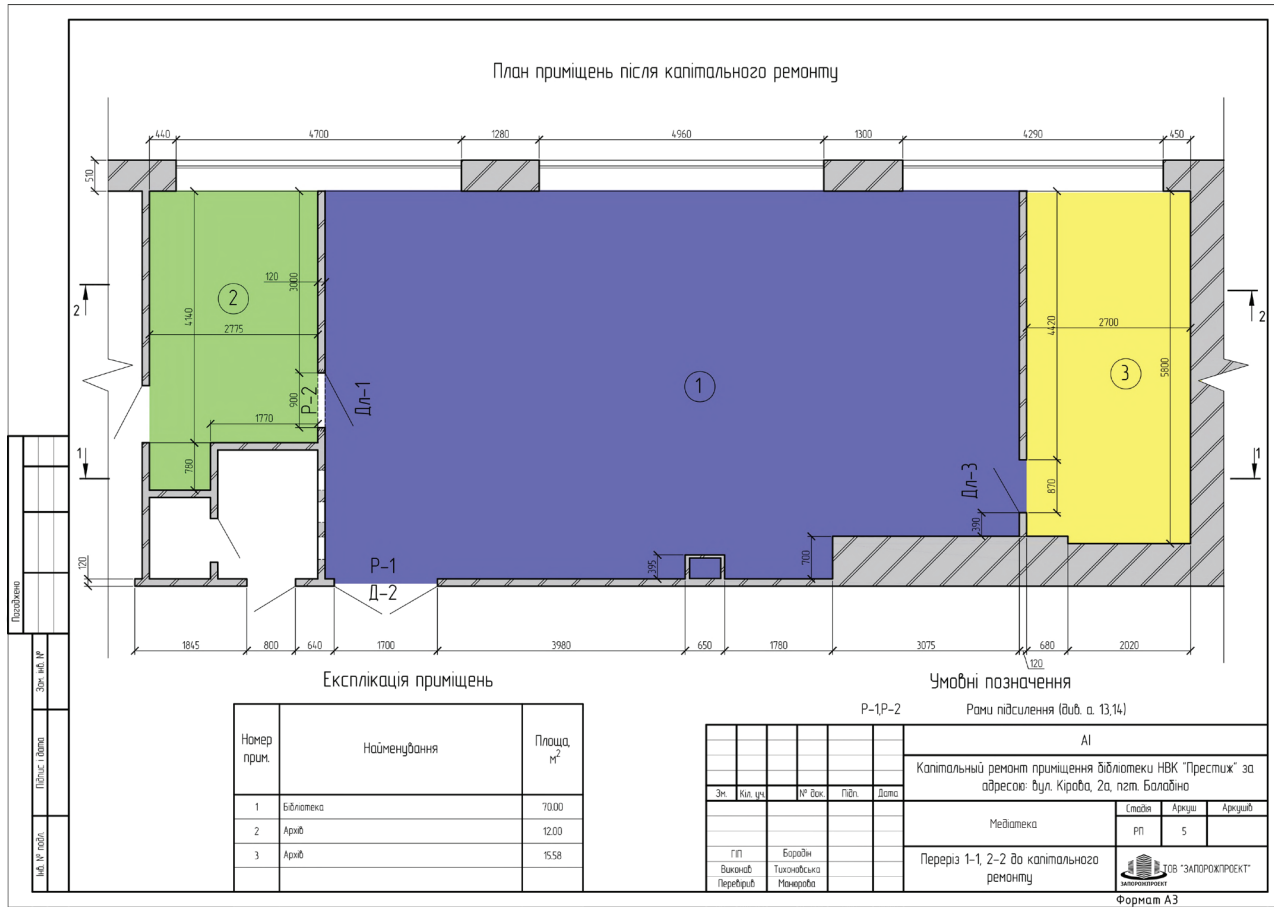 План приміщень після капітального ремонту
440
4700
1280
4960
1300
4290
450
510
120
3000
2
4140
2775
2
2
4420
2700
5800
1
3
900
Р-2
Дл-1
1770
780
1
1
Дл-3
870
390
700
395
Р-1
Д-2
120
1845
800
640
1700
3980
650
1780
3075
120
680
2020
Погоджено
Зам. інв. №
Підпис і дата
Інв. № подл.
Експлікація приміщень
Номер прим.
Найменування
Площа, м²
1 Бібліотека 70.00
2 Архів 12.00
3 Архів 15.58
Умовні позначення
Р-1,Р-2 Рами підсилення (див. а. 13,14)
АІ
Капітальный ремонт приміщення бібліотеки НВК "Престиж" за
адресою: вул. Кірова, 2а, пгт. Балабіно
Зм. Кіл. уч. № док. Підп. Дата
Медіатека
Стадія Аркуш Аркушів
РП 5
ГІП Бородін
Виконав Тихоновська
Перевірив Манюрова
Переріз 1-1, 2-2 до капітального
ремонту
ЗАПОРОЖПРОЕКТ
ТОВ "ЗАПОРОЖПРОЕКТ"
Формат А3